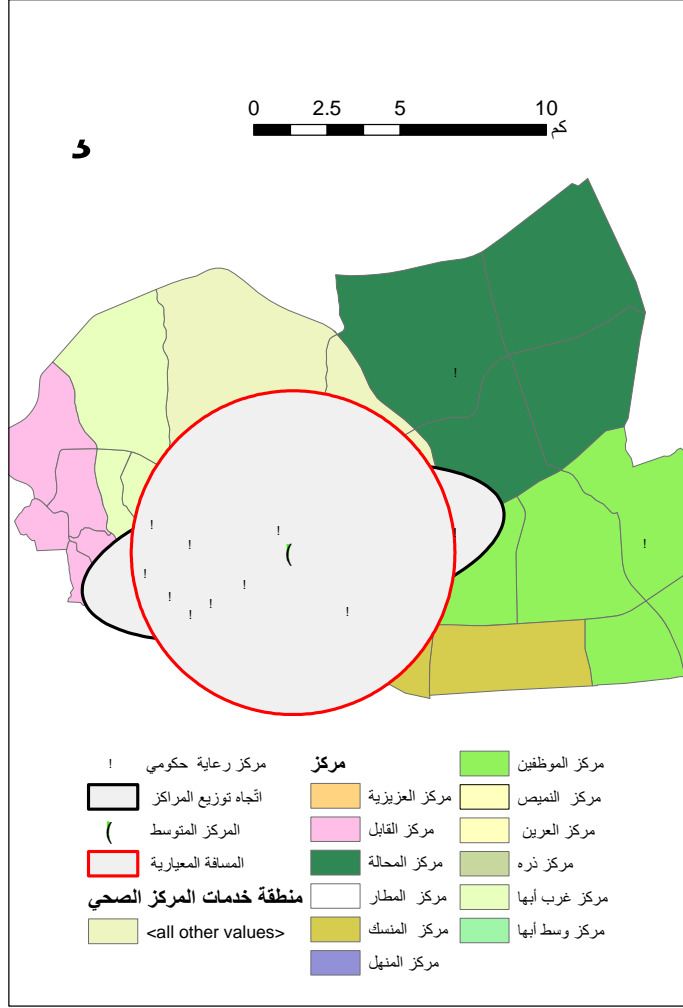 0 2.5 5 10
كم
!
مركز رعاية حكومي
اتّجاه توزيع المراكز
المركز المتوسط
المسافة المعيارية
منطقة خدمات المركز الصحي
<all other values>
مركز
مركز العزيزية
مركز القابل
مركز المحالة
مركز المطار
مركز المنسك
مركز المنهل
مركز الموظفين
مركز النميص
مركز العرين
مركز ذره
مركز غرب أبها
مركز وسط أبها